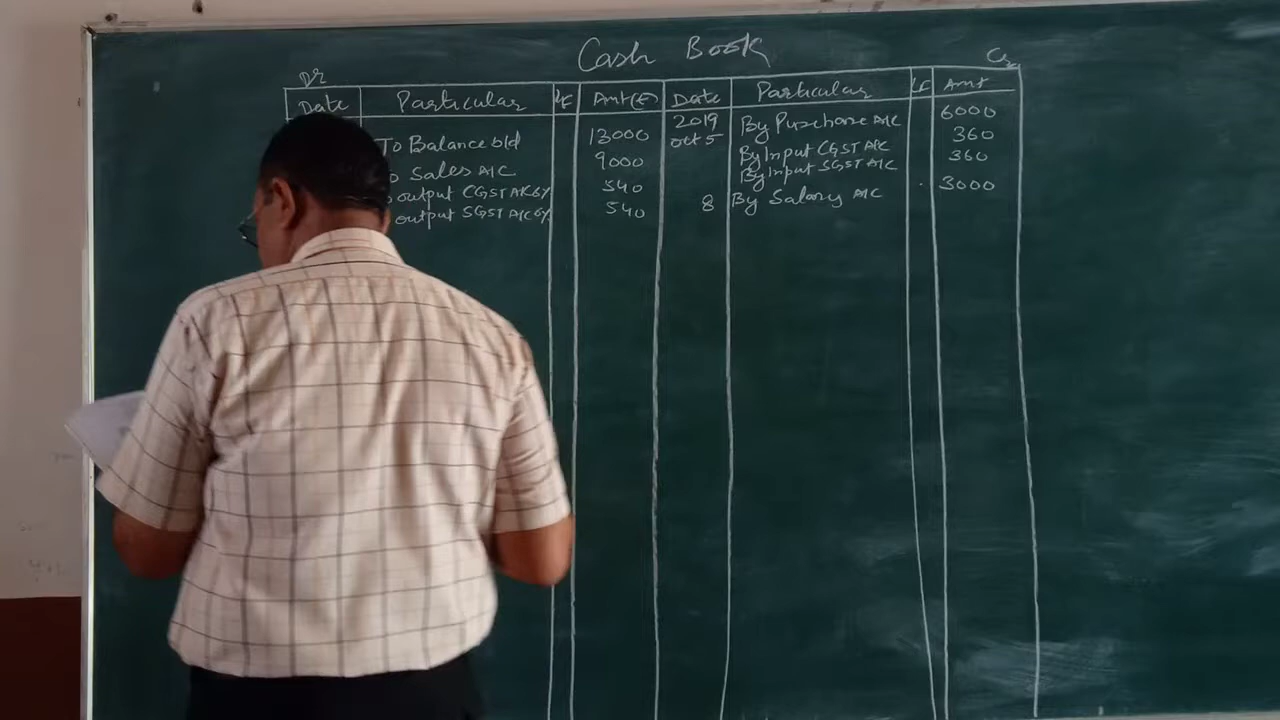 Cash Book
Dr Cr
Date Particular LF Amt(₹) Date Particular LF Amt
To Balance b/d 13000 2019 Oct 5 By Purchase A/C 6000
Sales A/C 9000 By Input CGST A/C 360
output CGST A/C 6% 540 By Input SGST A/C 360
output SGST A/C 6% 540 8 By Salary A/C 3000